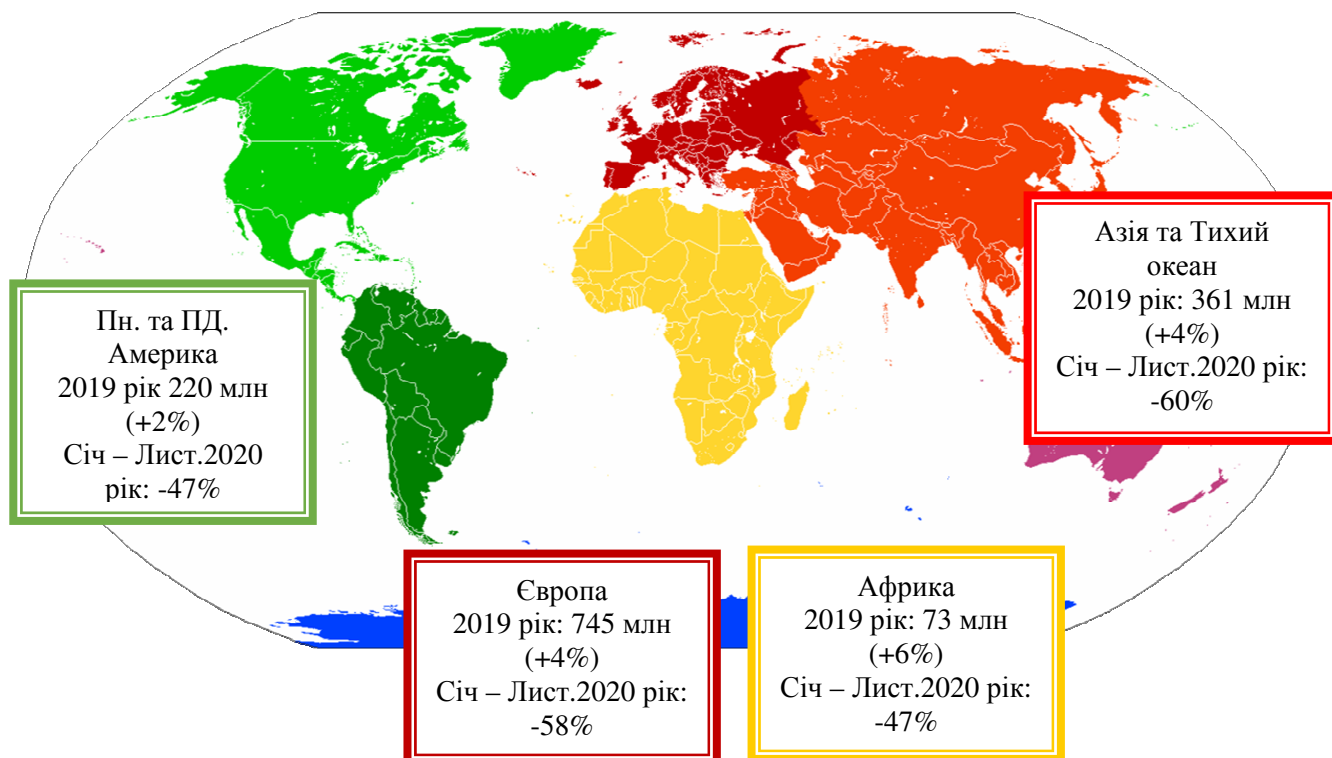 Азія та Тихий
океан
2019 рік: 361 млн
(+4%)
Січ – Лист.2020 рік:
-60%
Пн. та ПД.
Америка
2019 рік 220 млн
(+2%)
Січ – Лист.2020
рік: -47%
Європа
2019 рік: 745 млн
(+4%)
Січ – Лист.2020 рік:
-58%
Африка
2019 рік: 73 млн
(+6%)
Січ – Лист.2020 рік:
-47%